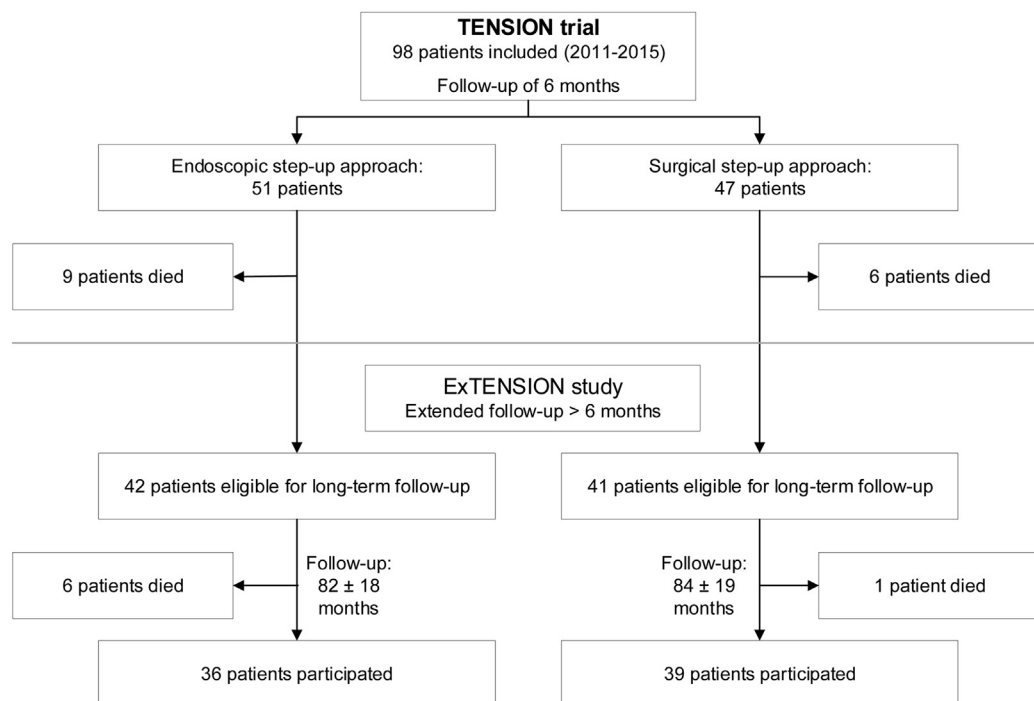 TENSION trial
98 patients included (2011-2015)
Follow-up of 6 months
Endoscopic step-up approach:
51 patients
Surgical step-up approach:
47 patients
9 patients died
6 patients died
ExTENSION study
Extended follow-up > 6 months
42 patients eligible for long-term follow-up
41 patients eligible for long-term follow-up
6 patients died
Follow-up:
82 ± 18
months
Follow-up:
84 ± 19
months
1 patient died
36 patients participated
39 patients participated